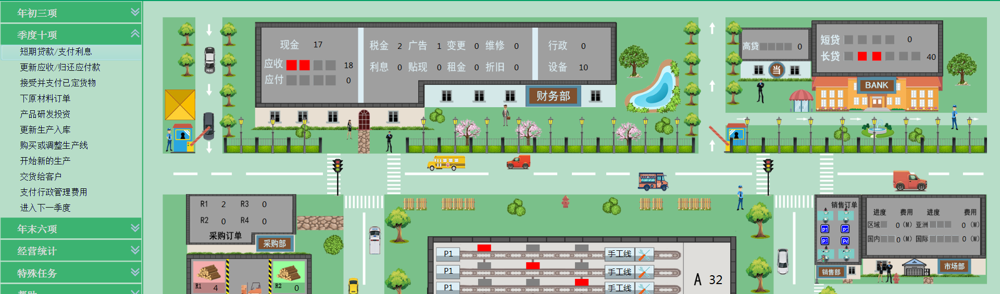 年初三项
季度十项
短期贷款/支付利息
更新应收/归还应付款
接受并支付已定货物
下原材料订单
产品研发投资
更新生产入库
购买或调整生产线
开始新的生产
交货给客户
支付行政管理费用
进入下一季度
年末六项
经营统计
特殊任务
现金 17
应收 18
应付 0
税金 2 广告 1 变更 0 维修 0
利息 0 贴现 0 租金 0 折旧 0
行政 0
设备 10
财务部
POLICE
高贷 0
当
短贷 0
长贷 40
BANK
R1 2 R3 0
R2 0 R4 0
采购订单
采购部
R1 4
R2 0
P1 手工线
P1 手工线
P1 手工线
A 32
销售订单
P1 P2
P3 P4
销售部
进度 费用 进度 费用
区域 0 (M) 亚洲 0 (M)
国内 0 (M) 国际 0 (M)
市场部